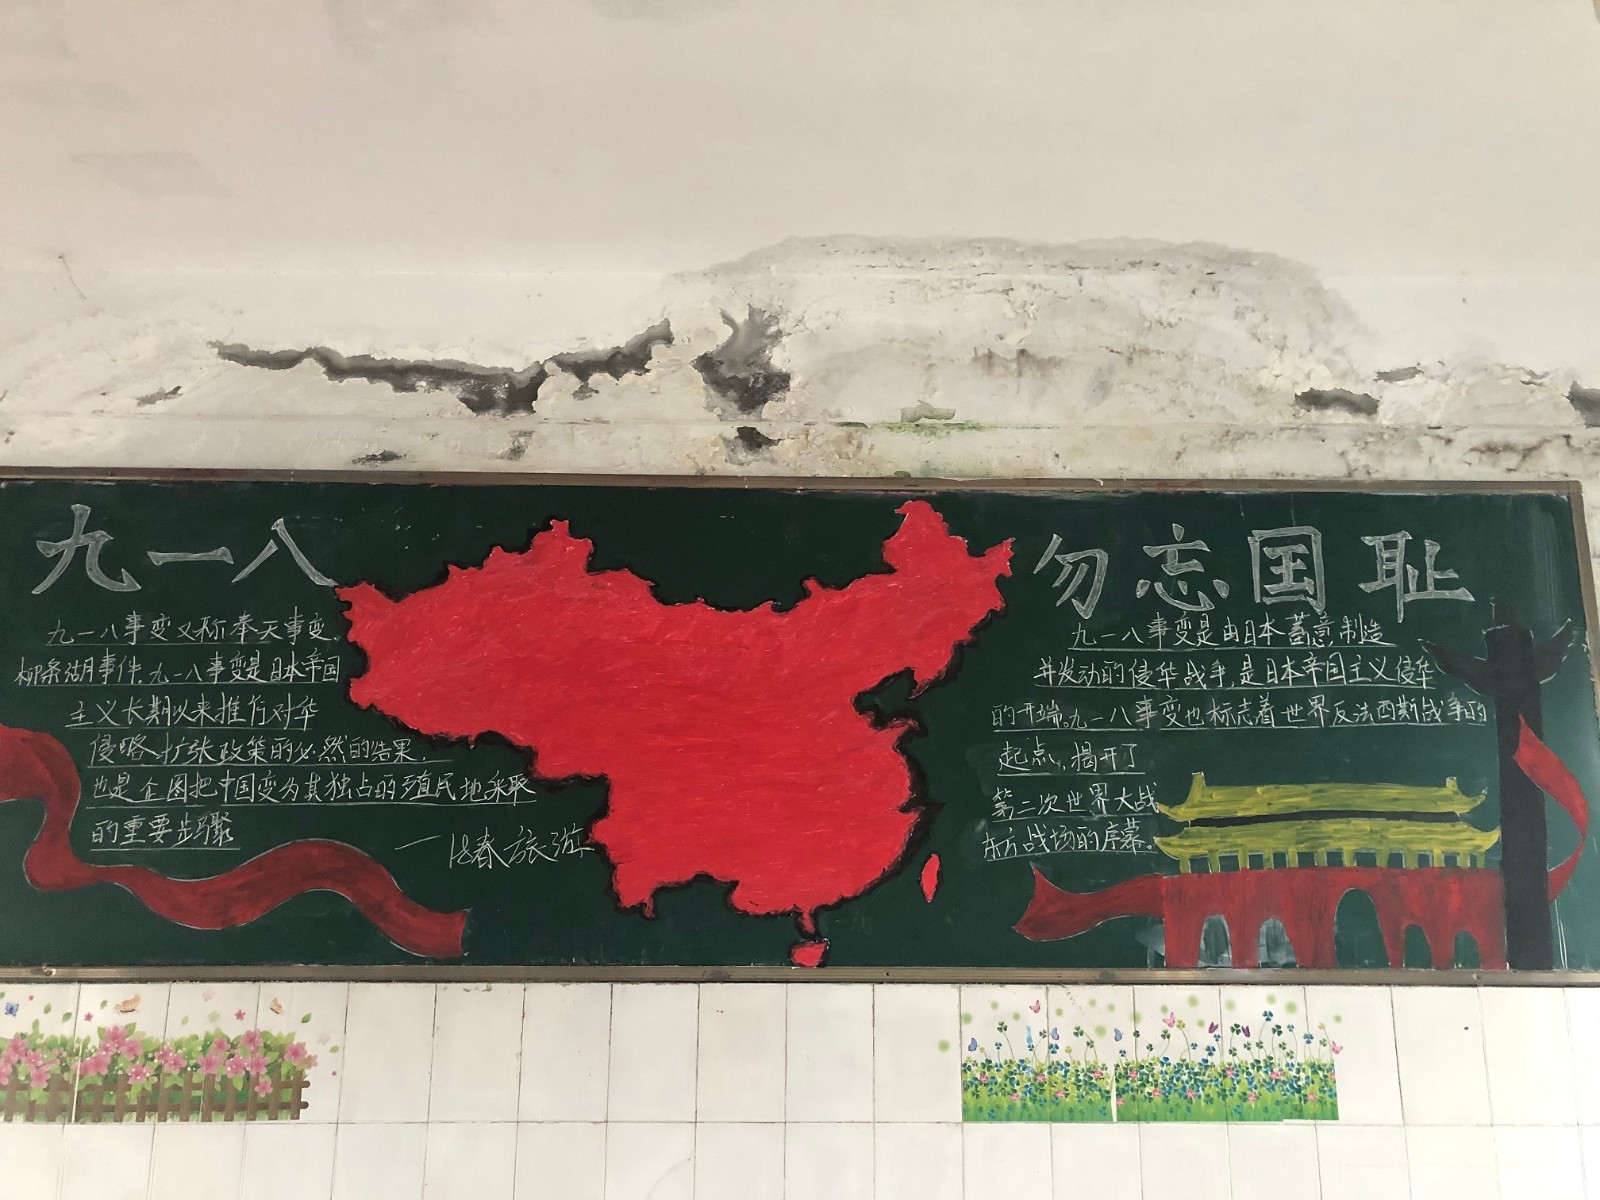 九一八
九一八事变又称奉天事变、
柳条湖事件.九一八事变是日本帝国
主义长期以来推行对华
侵略扩张政策的必然的结果.
也是企图把中国变为其独占的殖民地采取
的重要步骤
—18春旅游
勿忘国耻
九一八事变是由日本蓄意制造
并发动的侵华战争,是日本帝国主义侵华
的开端.九一八事变也标志着世界反法西斯战争的
起点,揭开了
第二次世界大战
东方战场的序幕.